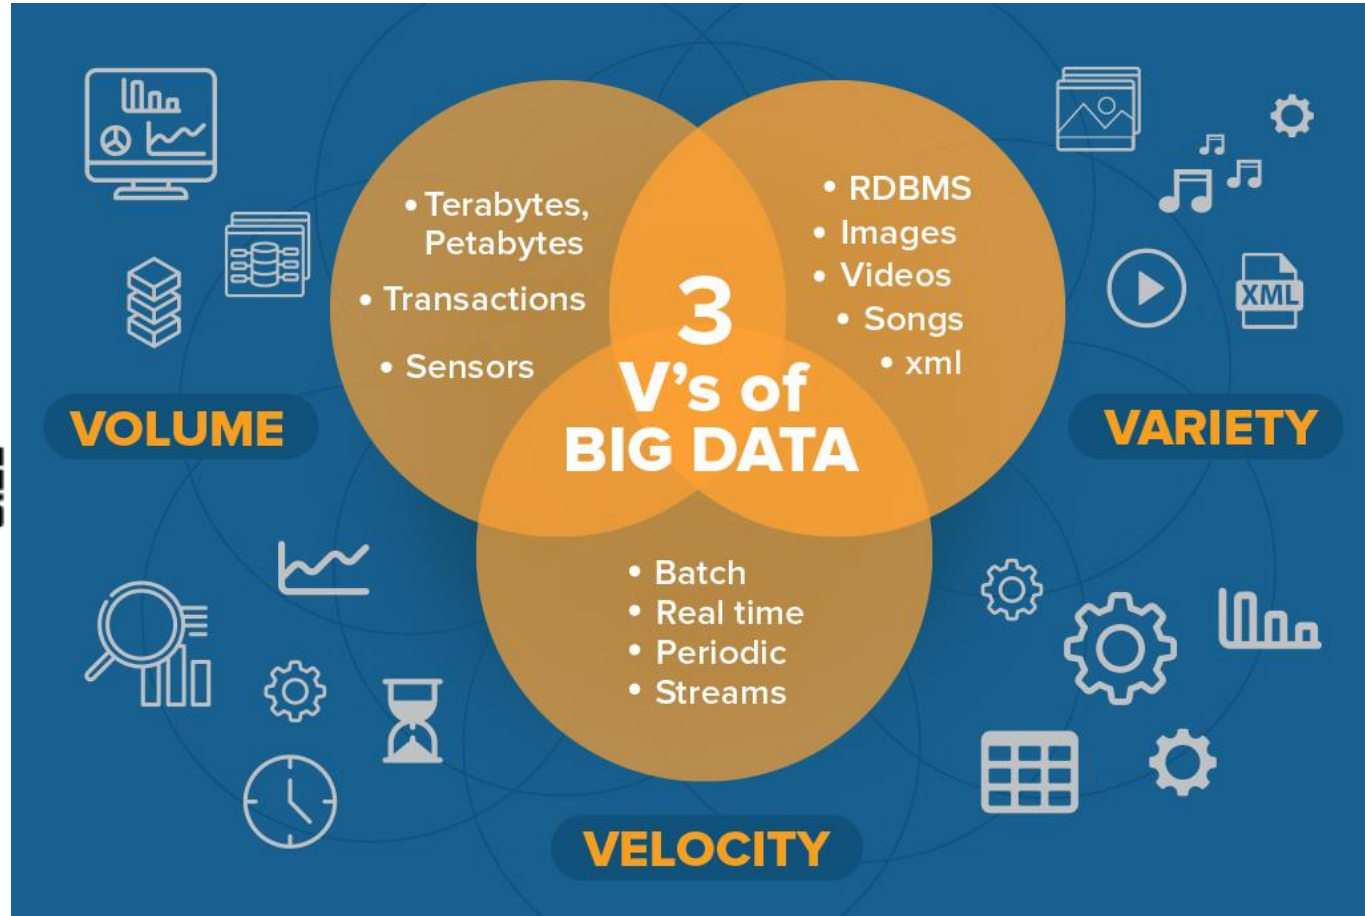 • Terabytes,
Petabytes
• Transactions
• Sensors
VOLUME
• RDBMS
• Images
• Videos
• Songs
• xml
XML
VARIETY
3
V's of
BIG DATA
• Batch
• Real time
• Periodic
• Streams
VELOCITY